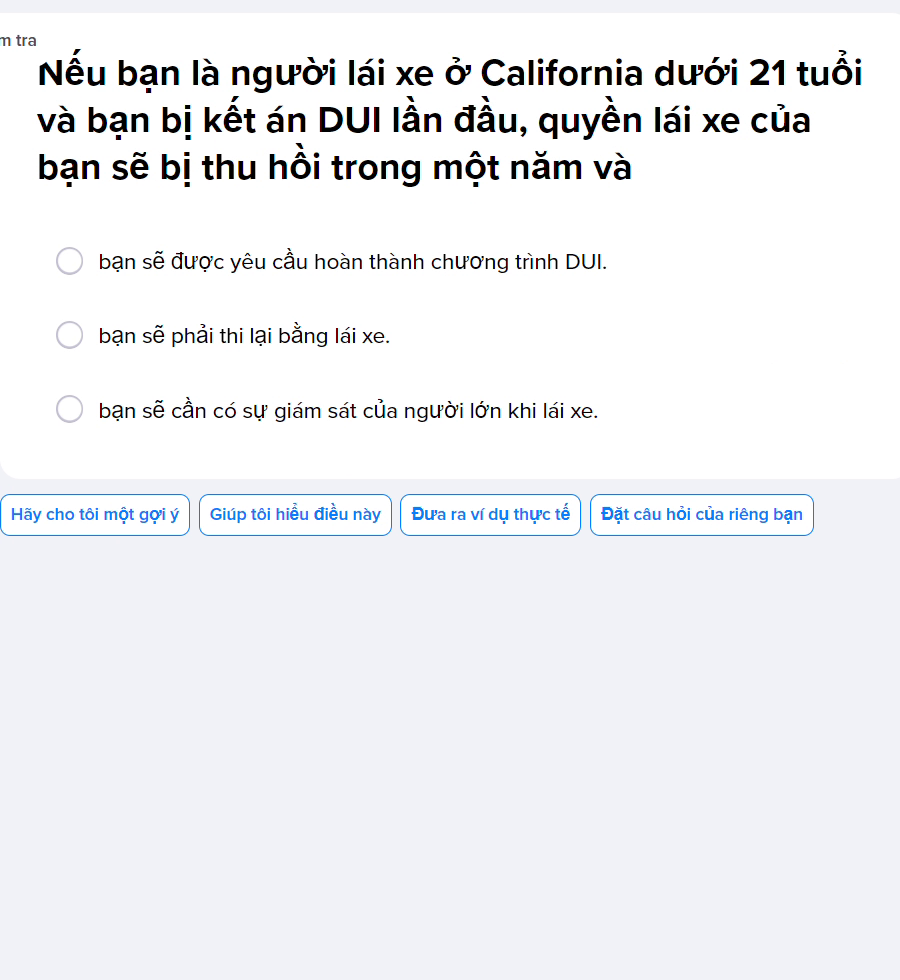 m tra
Nếu bạn là người lái xe ở California dưới 21 tuổi
và bạn bị kết án DUI lần đầu, quyền lái xe của
bạn sẽ bị thu hồi trong một năm và
bạn sẽ được yêu cầu hoàn thành chương trình DUI.
bạn sẽ phải thi lại bằng lái xe.
bạn sẽ cần có sự giám sát của người lớn khi lái xe.
Hãy cho tôi một gợi ý
Giúp tôi hiểu điều này
Đưa ra ví dụ thực tế
Đặt câu hỏi của riêng bạn